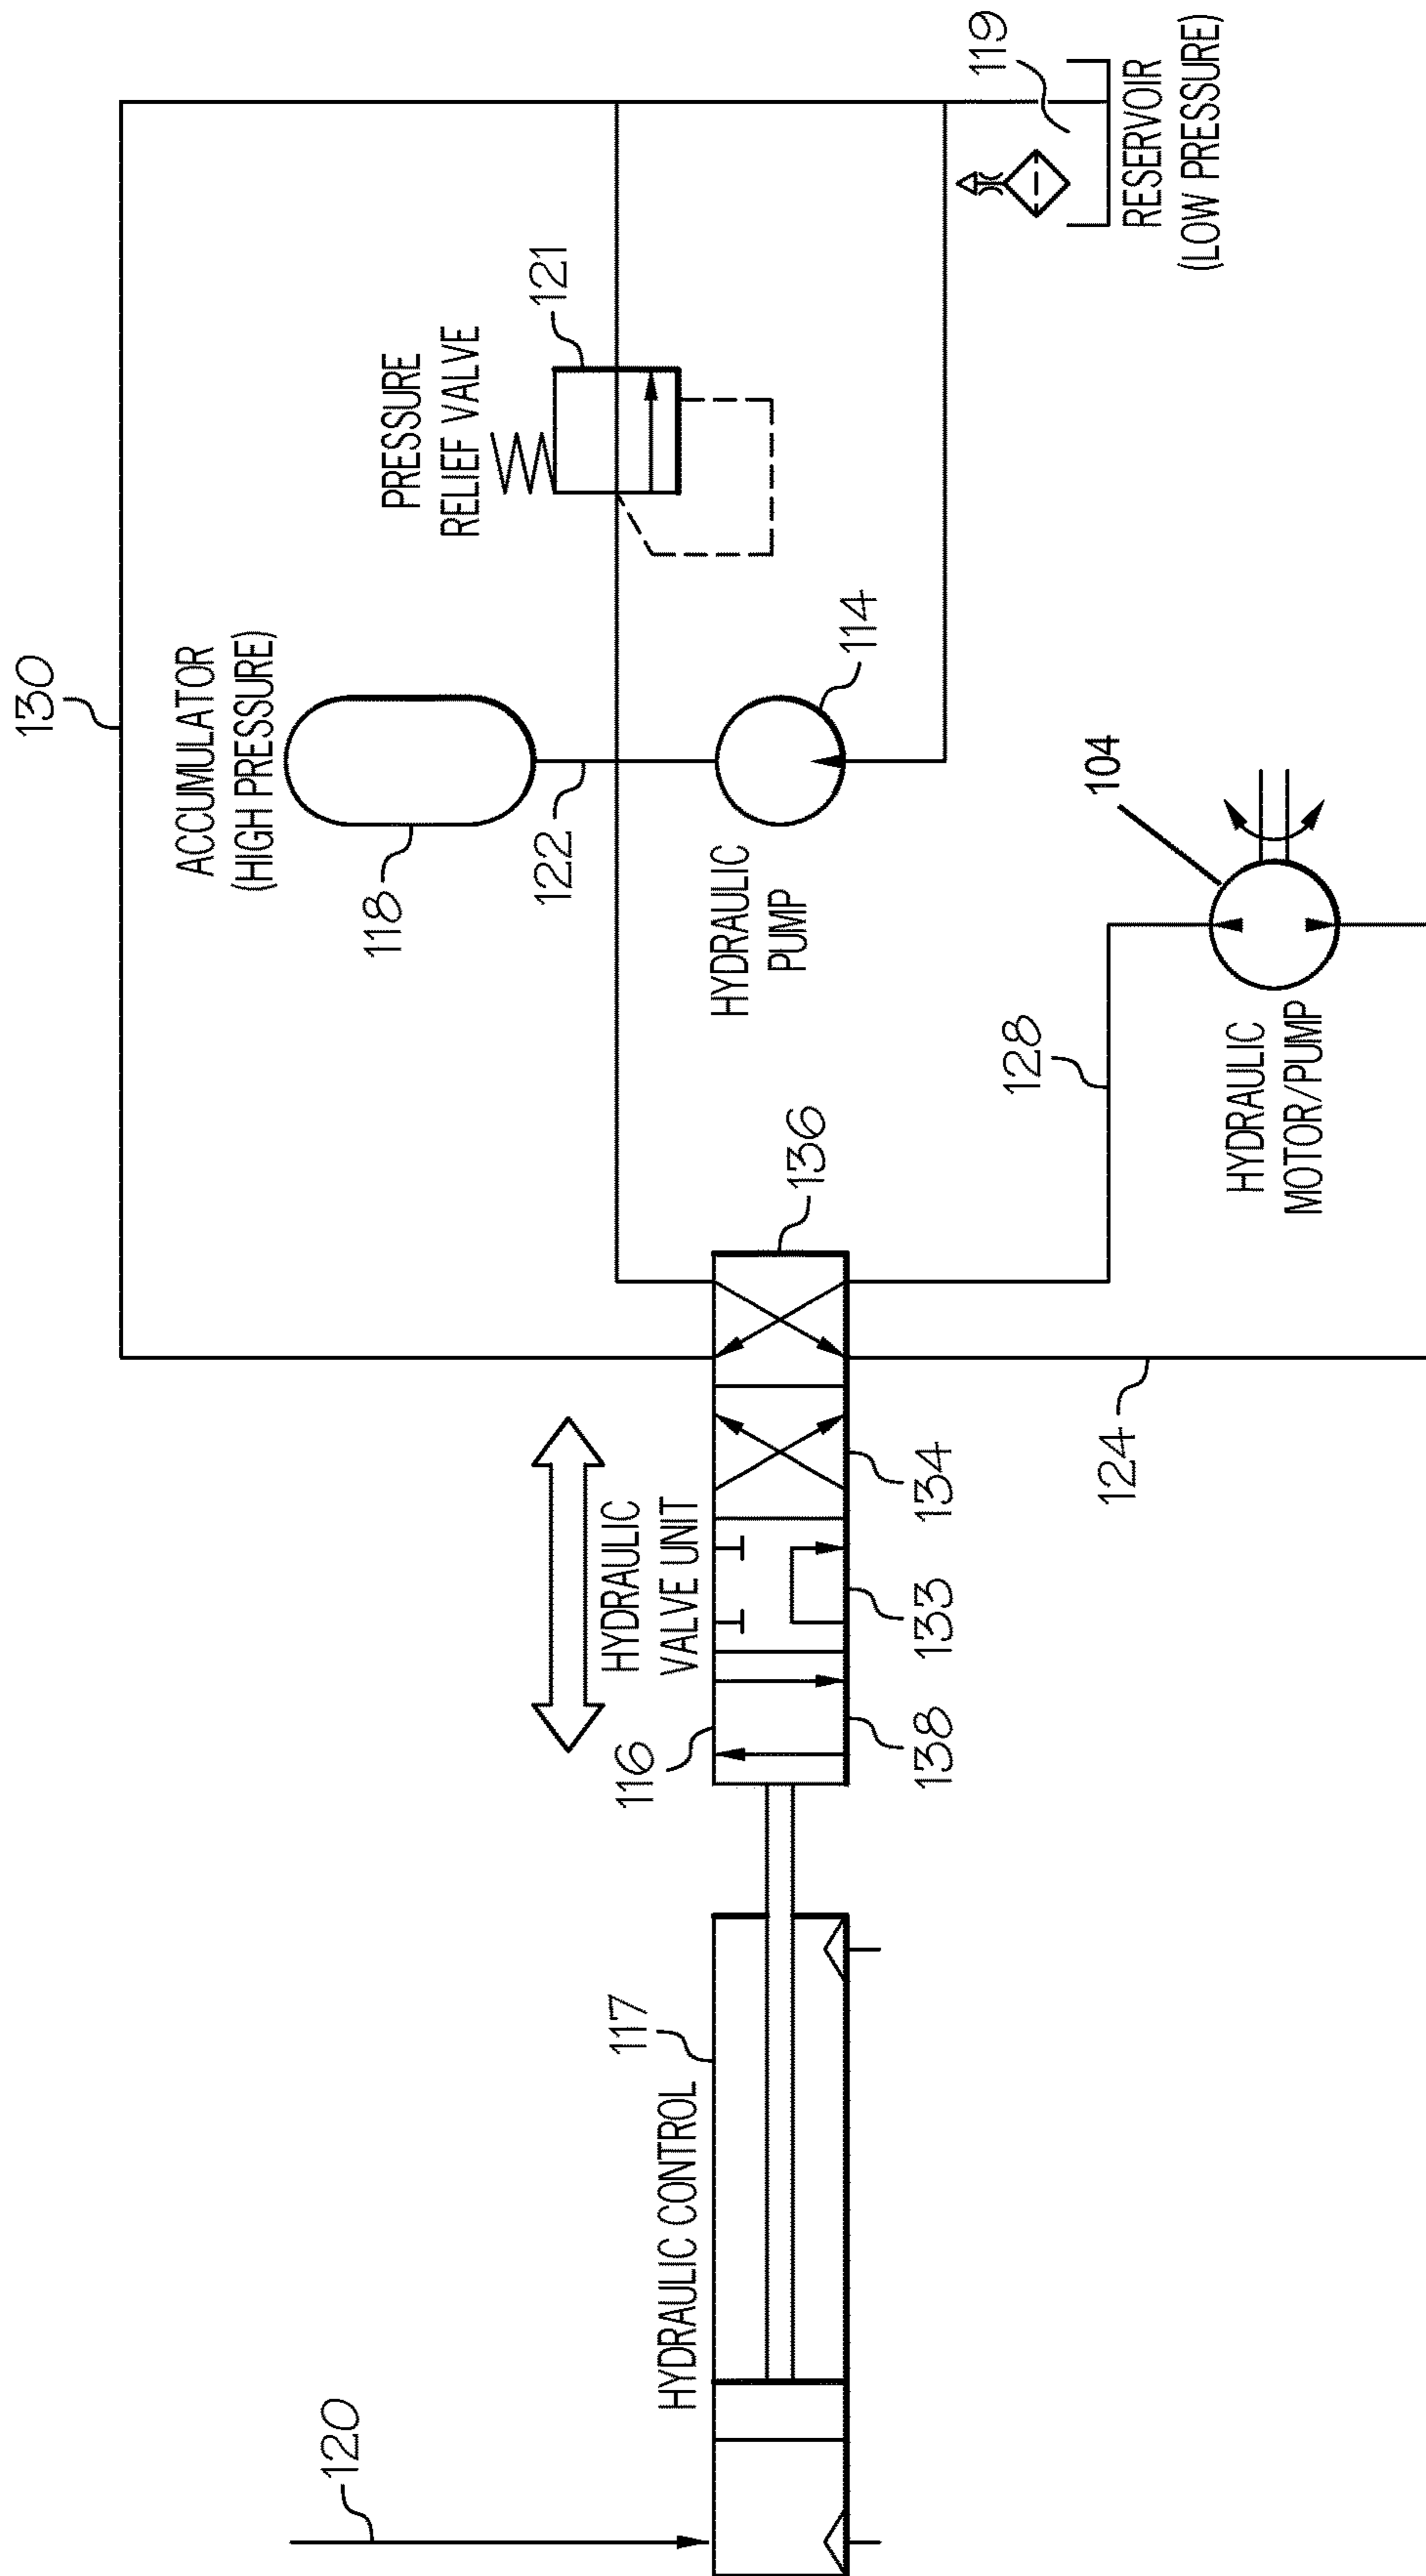 130
ACCUMULATOR
(HIGH PRESSURE)
120
118
PRESSURE
RELIEF VALVE
122
121
117
HYDRAULIC CONTROL
116
HYDRAULIC
VALVE UNIT
HYDRAULIC
PUMP
136
114
138
133
134
119
128
124
104
RESERVOIR
(LOW PRESSURE)
HYDRAULIC
MOTOR/PUMP